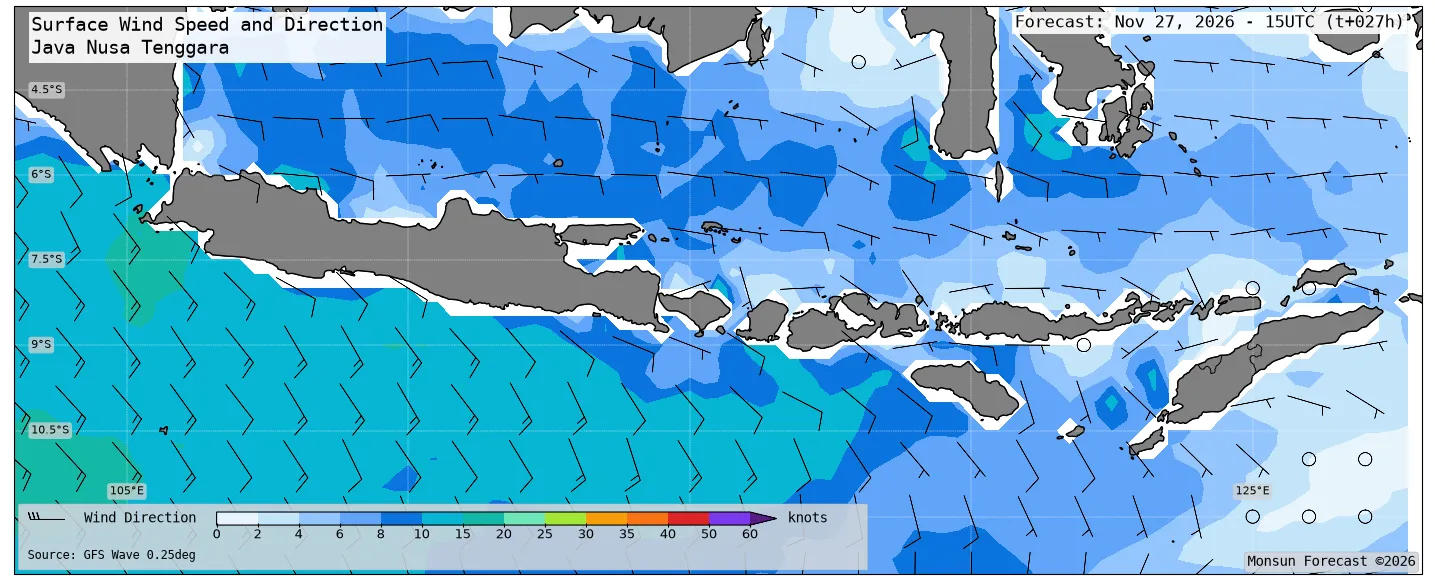 Surface Wind Speed and Direction
Java Nusa Tenggara
Forecast: Nov 27, 2026 - 15UTC (t+027h)
4.5°S
6°S
7.5°S
9°S
10.5°S
105°E
125°E
Wind Direction
0 2 4 6 8 10 15 20 25 30 35 40 50 60
knots
Source: GFS Wave 0.25deg
Monsun Forecast ©2026